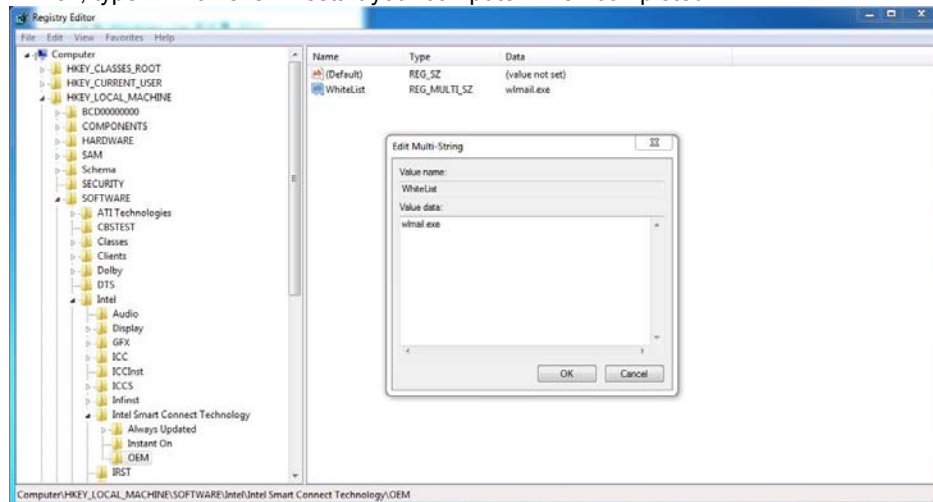 Registry Editor
File Edit View Favorites Help
Computer
HKEY_CLASSES_ROOT
HKEY_CURRENT_USER
HKEY_LOCAL_MACHINE
BCD00000000
COMPONENTS
HARDWARE
SAM
Schema
SECURITY
SOFTWARE
ATI Technologies
CBSTEST
Classes
Clients
Dolby
DTS
Intel
Audio
Display
GFX
ICC
ICCInst
ICCS
Infinst
Intel Smart Connect Technology
Always Updated
Instant On
OEM
IRST
Name Type Data
(Default) REG_SZ (value not set)
WhiteList REG_MULTI_SZ wlmail.exe
Edit Multi-String
Value name:
WhiteList
Value data:
wlmail.exe
OK Cancel
Computer\HKEY_LOCAL_MACHINE\SOFTWARE\Intel\Intel Smart Connect Technology\OEM